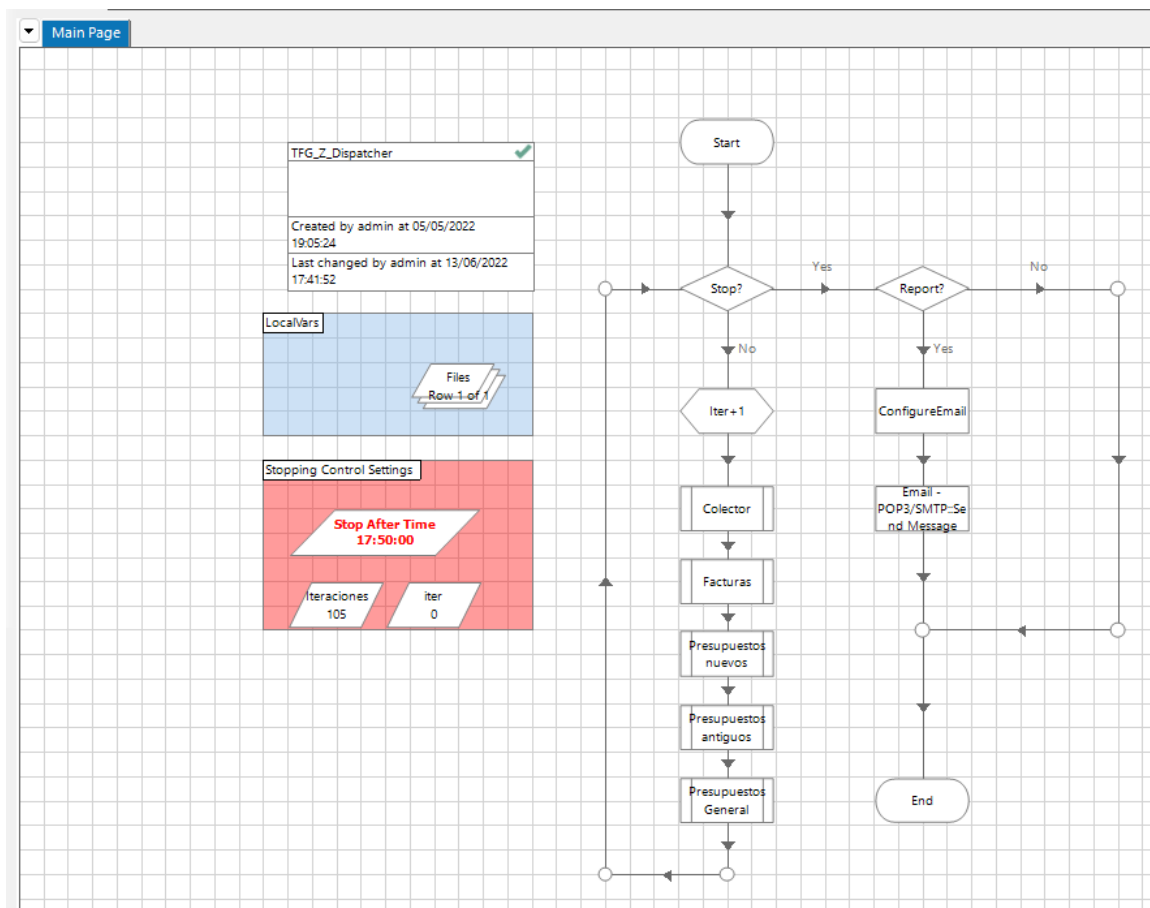 Main Page
TFG_Z_Dispatcher
Created by admin at 05/05/2022
19:05:24
Last changed by admin at 13/06/2022
17:41:52
LocalVars
Files
Row 1 of 1
Stopping Control Settings
Stop After Time
17:50:00
Iteraciones
105
iter
0
Start
Stop?
Yes
Report?
No
No
Yes
Iter+1
ConfigureEmail
Colector
Email -
POP3/SMTP::Se
nd Message
Facturas
Presupuestos
nuevos
Presupuestos
antiguos
Presupuestos
General
End